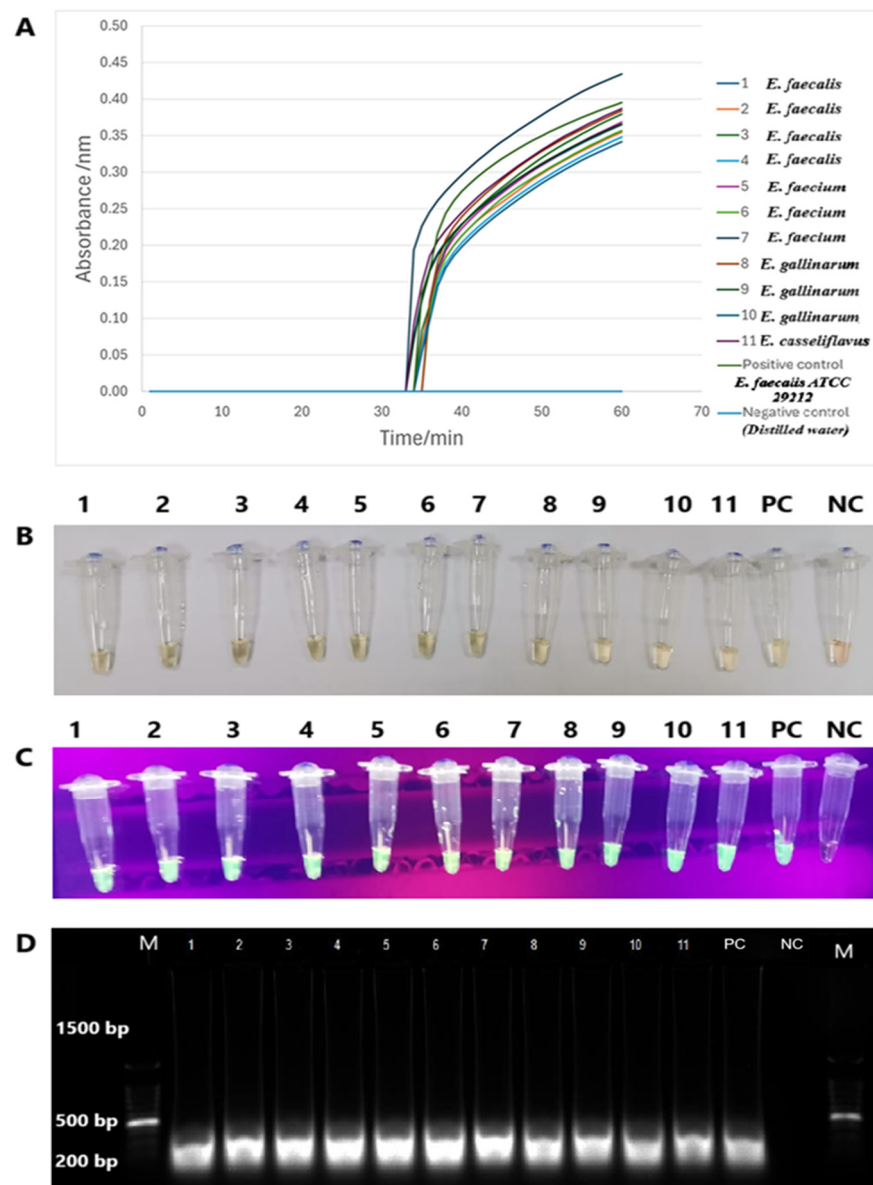 A
0.50
0.45
0.40
0.35
0.30
0.25
0.20
0.15
0.10
0.05
0.00
Absorbance /nm
0 10 20 30 40 50 60 70
Time/min
1 E. faecalis
2 E. faecalis
3 E. faecalis
4 E. faecalis
5 E. faecium
6 E. faecium
7 E. faecium
8 E. gallinarum
9 E. gallinarum
10 E. gallinarum
11 E. casseliflavus
Positive control
E. faecalis ATCC
29212
Negative control
(Distilled water)
B
1 2 3 4 5 6 7 8 9 10 11 PC NC
C
1 2 3 4 5 6 7 8 9 10 11 PC NC
D
M 1 2 3 4 5 6 7 8 9 10 11 PC NC M
1500 bp
500 bp
200 bp